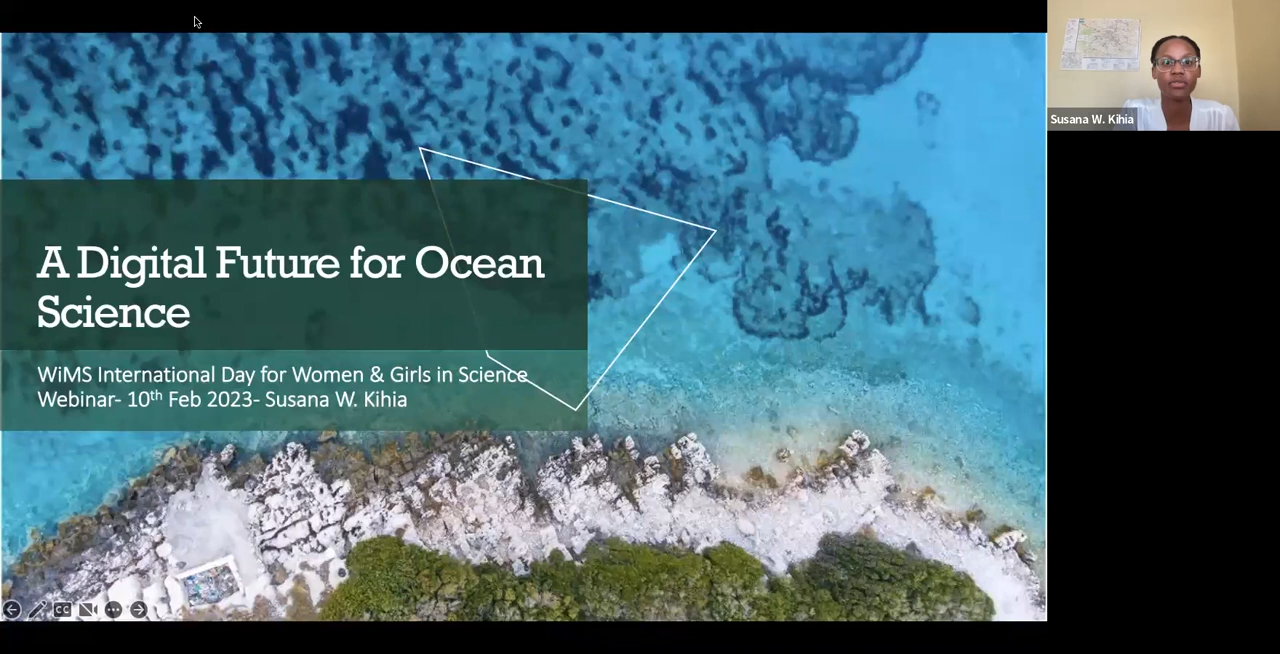 A Digital Future for Ocean
Science
WiMS International Day for Women & Girls in Science
Webinar- 10th Feb 2023- Susana W. Kihia
Susana W. Kihia
CC